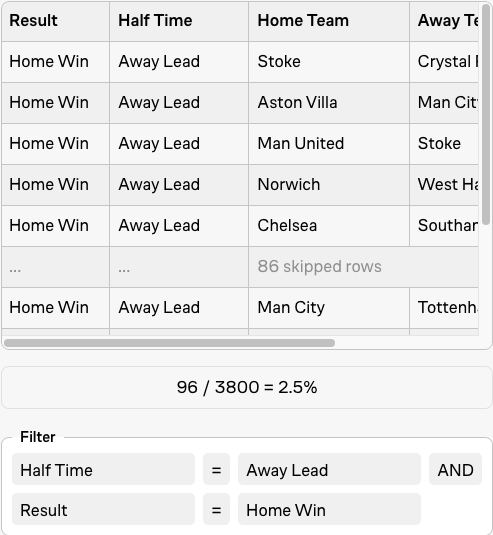 Result Half Time Home Team Away Te
Home Win Away Lead Stoke Crystal
Home Win Away Lead Aston Villa Man City
Home Win Away Lead Man United Stoke
Home Win Away Lead Norwich West Ha
Home Win Away Lead Chelsea Southar
... ... 86 skipped rows
Home Win Away Lead Man City Tottenh
96 / 3800 = 2.5%
Filter
Half Time = Away Lead AND
Result = Home Win